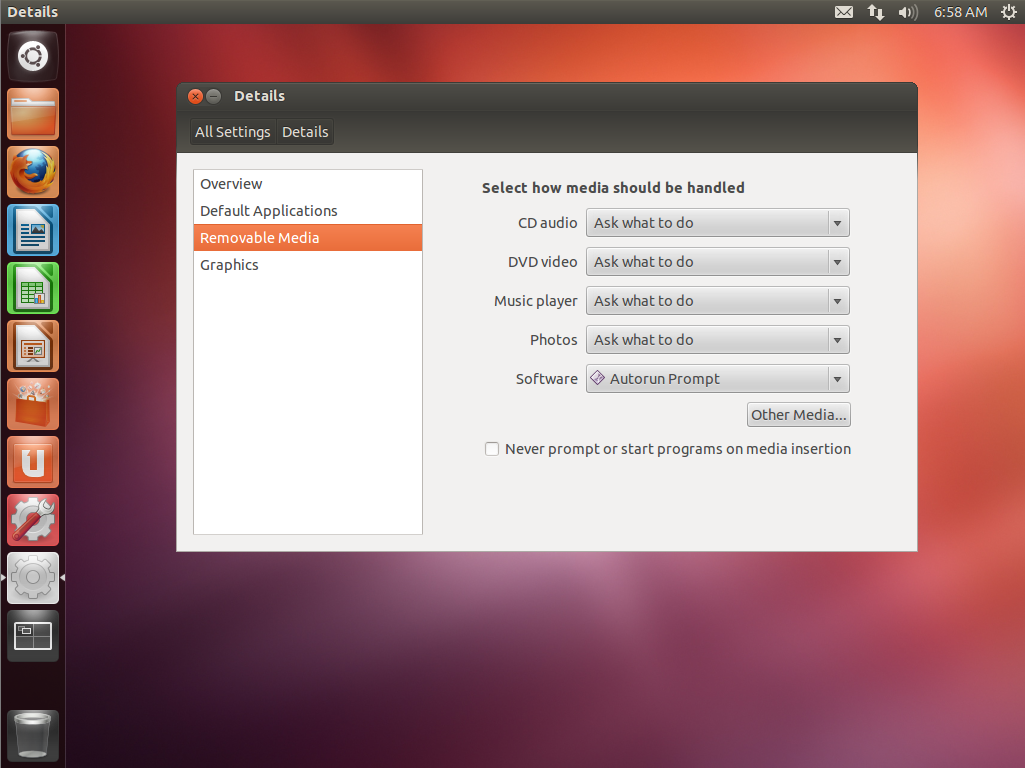 Details
6:58 AM
Details
All Settings Details
Overview
Default Applications
Removable Media
Graphics
Select how media should be handled
CD audio Ask what to do
DVD video Ask what to do
Music player Ask what to do
Photos Ask what to do
Software Autorun Prompt
Other Media...
Never prompt or start programs on media insertion